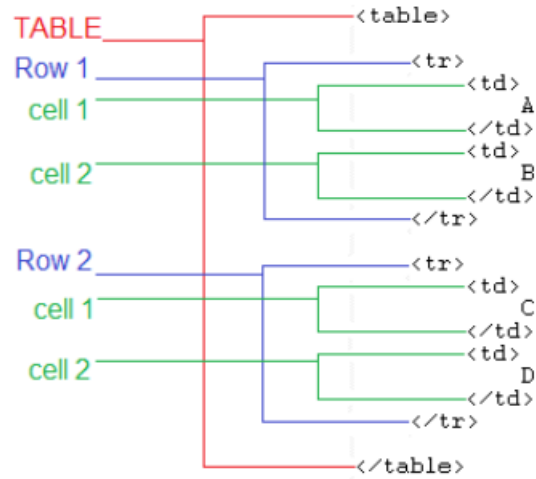 TABLE <table>
Row 1 <tr>
cell 1 <td>
A
</td>
cell 2 <td>
B
</td>
</tr>
Row 2 <tr>
cell 1 <td>
C
</td>
cell 2 <td>
D
</td>
</tr>
</table>